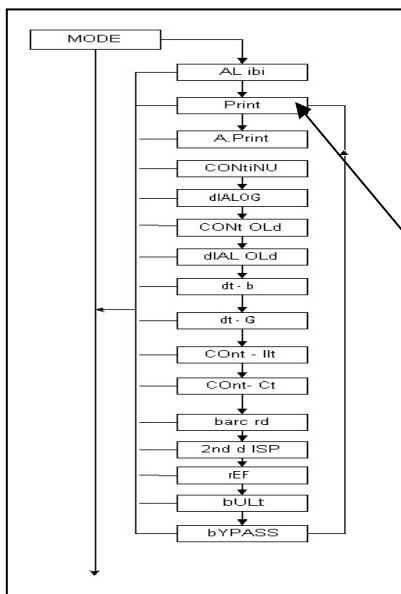 MODE
AL ibi
Print
A.Print
CONtiNU
dIALOG
CONt OLd
dIAL OLd
dt - b
dt - G
COnt - IIt
COnt- Ct
barc rd
2nd d ISP
rEF
bULt
bYPASS